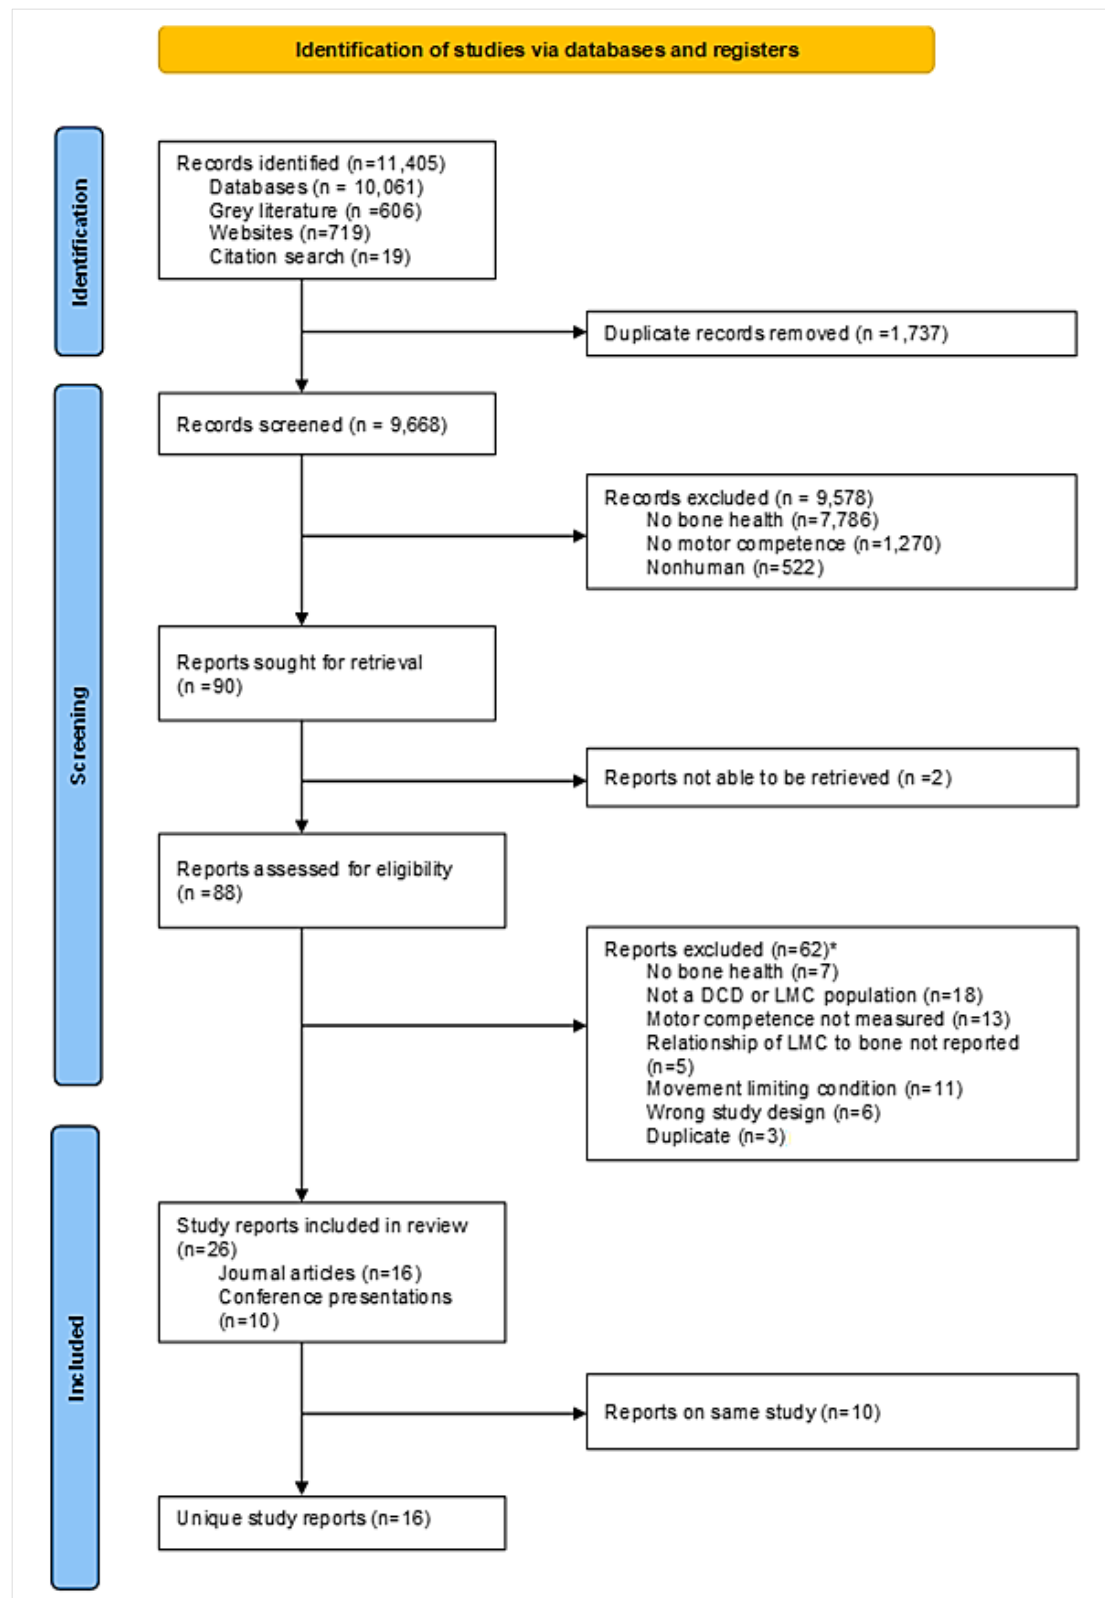 Identification of studies via databases and registers
Identification
Records identified (n=11,405)
Databases (n = 10,061)
Grey literature (n =606)
Websites (n=719)
Citation search (n=19)
Duplicate records removed (n =1,737)
Screening
Records screened (n = 9,668)
Records excluded (n = 9,578)
No bone health (n=7,786)
No motor competence (n=1,270)
Nonhuman (n=522)
Reports sought for retrieval
(n =90)
Reports not able to be retrieved (n =2)
Reports assessed for eligibility
(n =88)
Reports excluded (n=62)*
No bone health (n=7)
Not a DCD or LMC population (n=18)
Motor competence not measured (n=13)
Relationship of LMC to bone not reported
(n=5)
Movement limiting condition (n=11)
Wrong study design (n=6)
Duplicate (n=3)
Included
Study reports included in review
(n=26)
Journal articles (n=16)
Conference presentations
(n=10)
Reports on same study (n=10)
Unique study reports (n=16)